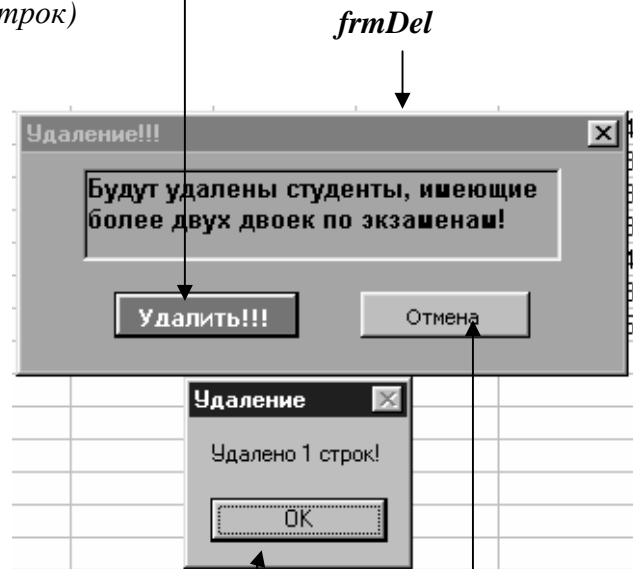 трок)
frmDel
Удаление!!!
Будут удалены студенты, имеющие
более двух двоек по экзаменам!
Удалить!!! Отмена
Удаление
Удалено 1 строк!
OK